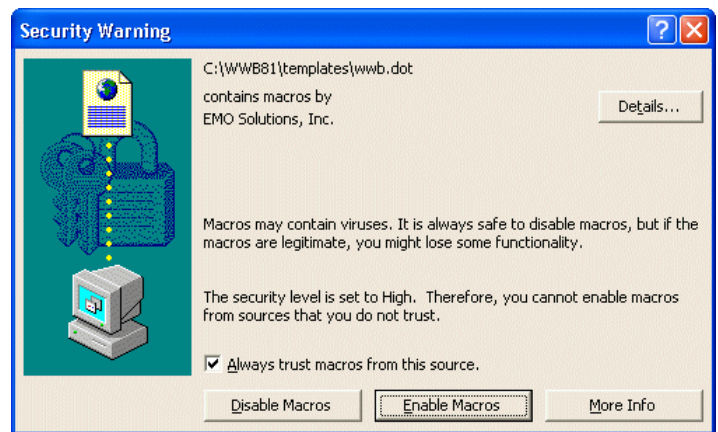 Security Warning
C:\WWB81\templates\wwb.dot
contains macros by
EMO Solutions, Inc.
Details...
Macros may contain viruses. It is always safe to disable macros, but if the
macros are legitimate, you might lose some functionality.
The security level is set to High.  Therefore, you cannot enable macros
from sources that you do not trust.
Always trust macros from this source.
Disable Macros
Enable Macros
More Info